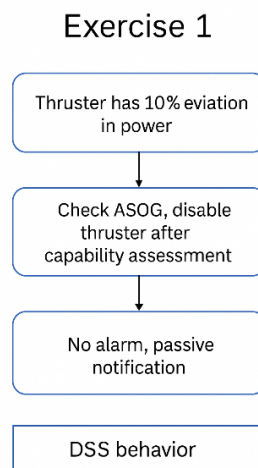 Exercise 1
Thruster has 10% eviation
in power
Check ASOG, disable
thruster after
capability assessment
No alarm, passive
notification
DSS behavior